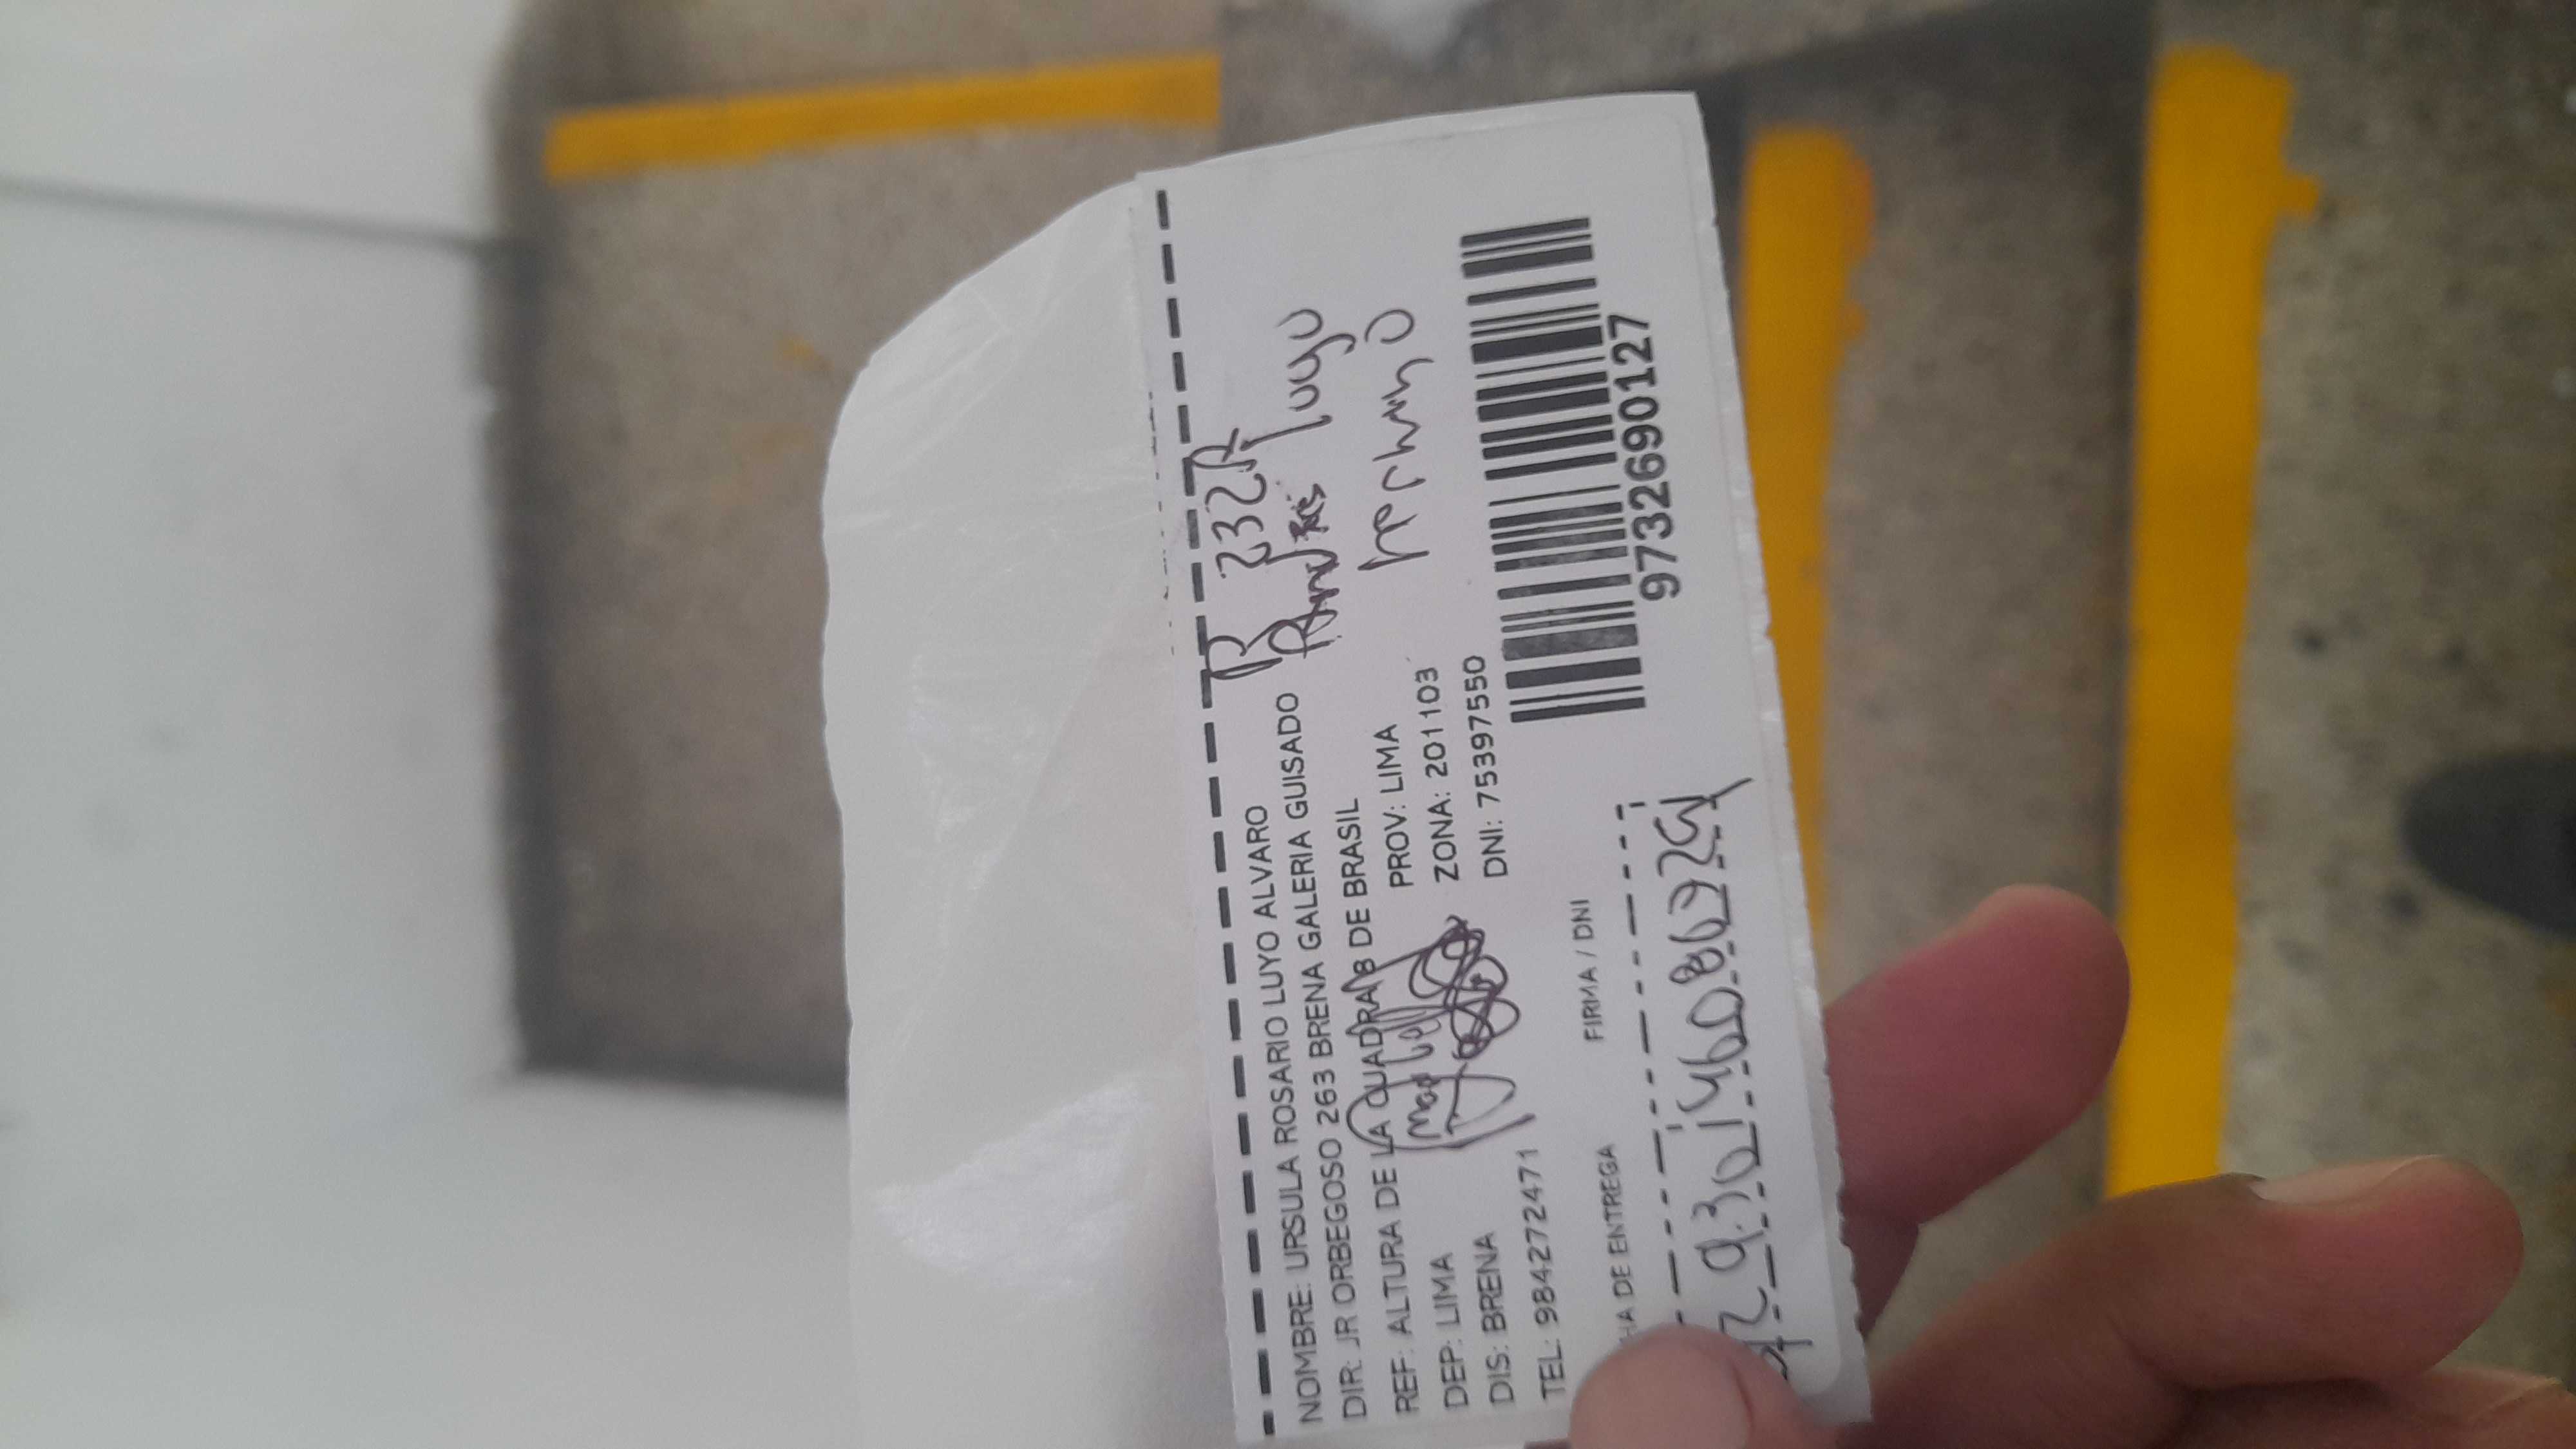 NOMBRE: URSULA ROSARIO LUYO ALVARO
DIR: JR ORBEGOSO 263 BRENA GALERIA GUISADO
REF: ALTURA DE LA CUADRA 8 DE BRASIL
DEP: LIMA PROV: LIMA
DIS: BRENA ZONA: 201103
TEL: 984272471 DNI: 75397550
luyo
HA DE ENTREGA FIRMA / DNI
9732690127